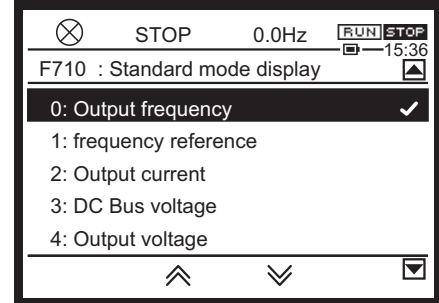 STOP 0.0Hz RUN STOP
15:36
F710 : Standard mode display
0: Output frequency
1: frequency reference
2: Output current
3: DC Bus voltage
4: Output voltage